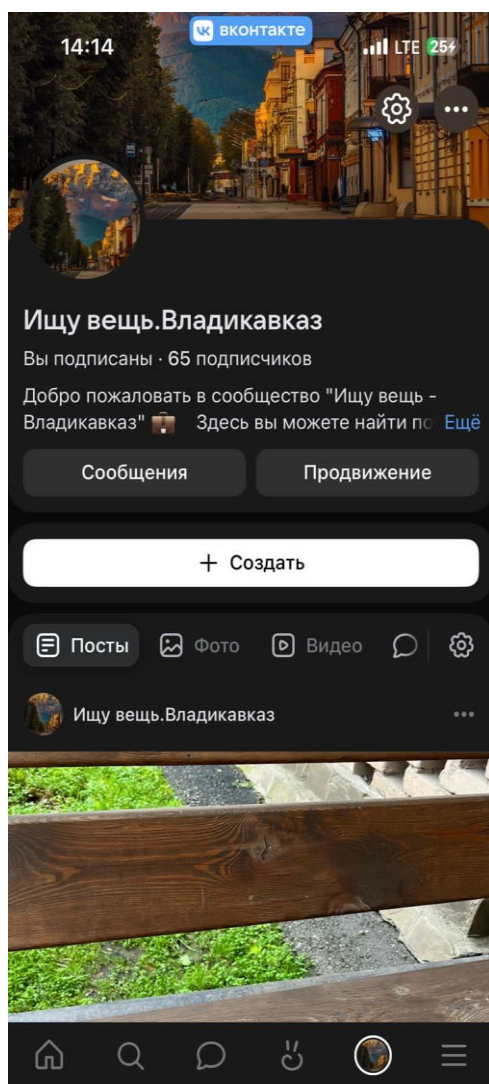 14:14
вконтакте
LTE 25
Ищу вещь.Владикавказ
Вы подписаны · 65 подписчиков
Добро пожаловать в сообщество "Ищу вещь -
Владикавказ" 💼 Здесь вы можете найти по Ещё
Сообщения
Продвижение
+ Создать
Посты
Фото
Видео
Ищу вещь.Владикавказ